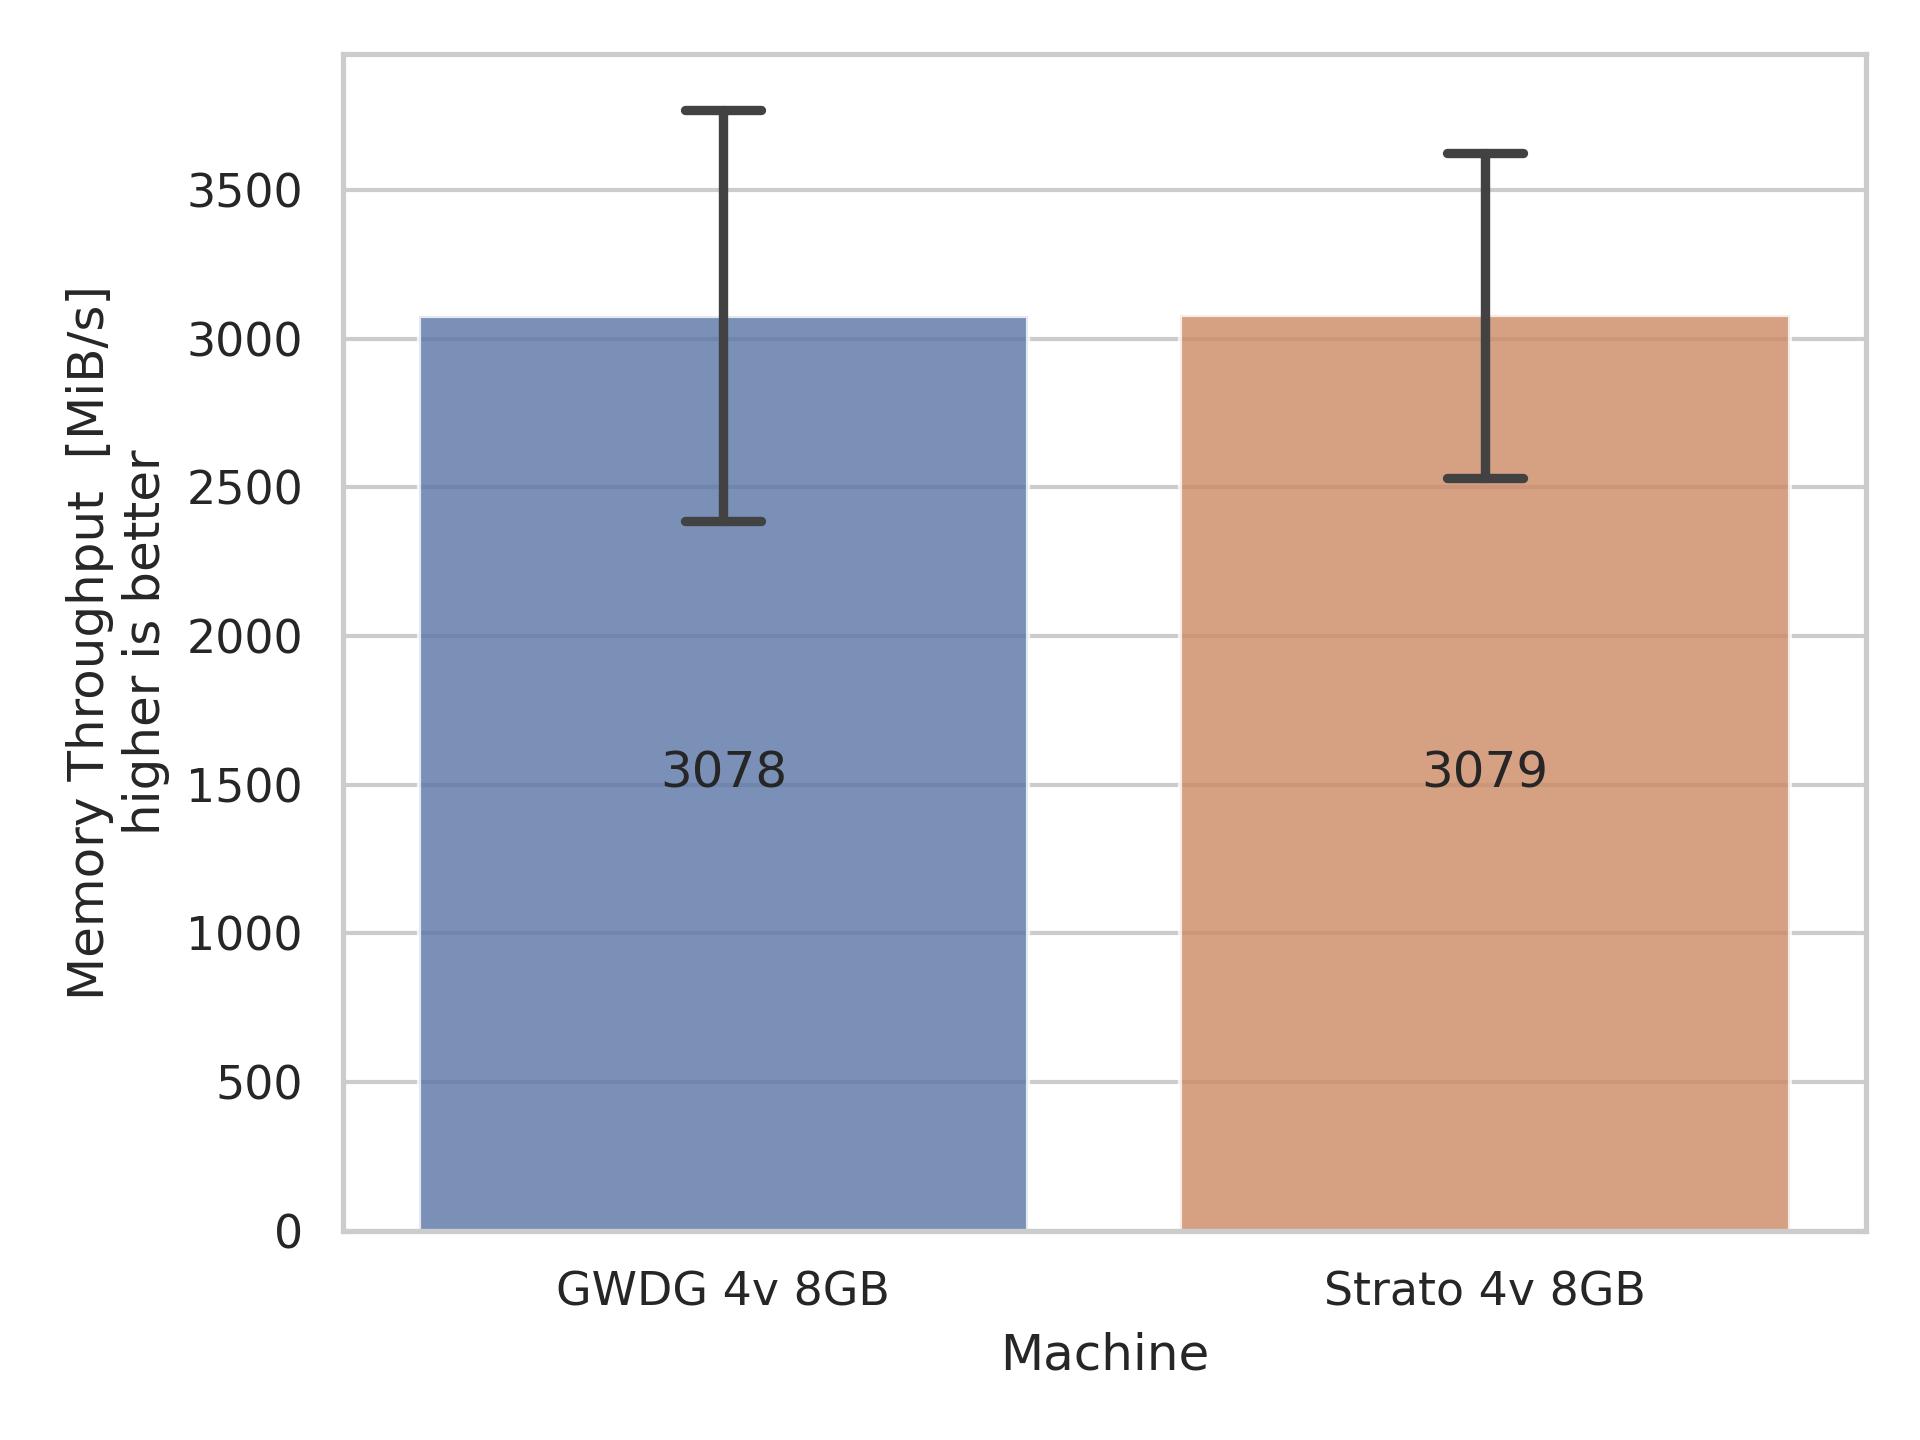 Memory Throughput  [MiB/s]
higher is better
3500
3000
2500
2000
1500
1000
500
0
3078
3079
GWDG 4v 8GB
Strato 4v 8GB
Machine